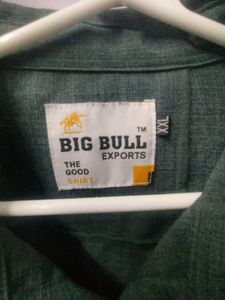 TM
BIG BULL
EXPORTS
THE
GOOD
SHIRT
XXL